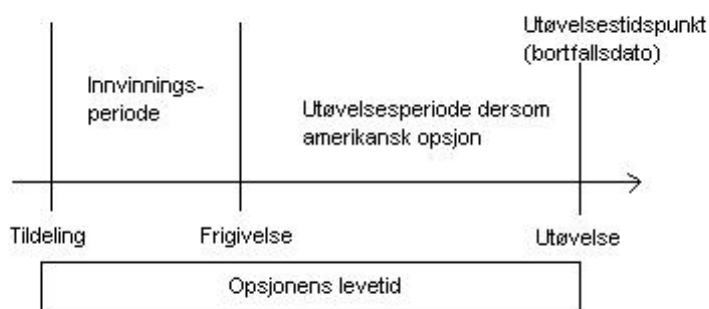 Utøvelsestidspunkt
(bortfallsdato)
Innvinnings-
periode
Utøvelsesperiode dersom
amerikansk opsjon
Tildeling
Frigivelse
Utøvelse
Opsjonens levetid